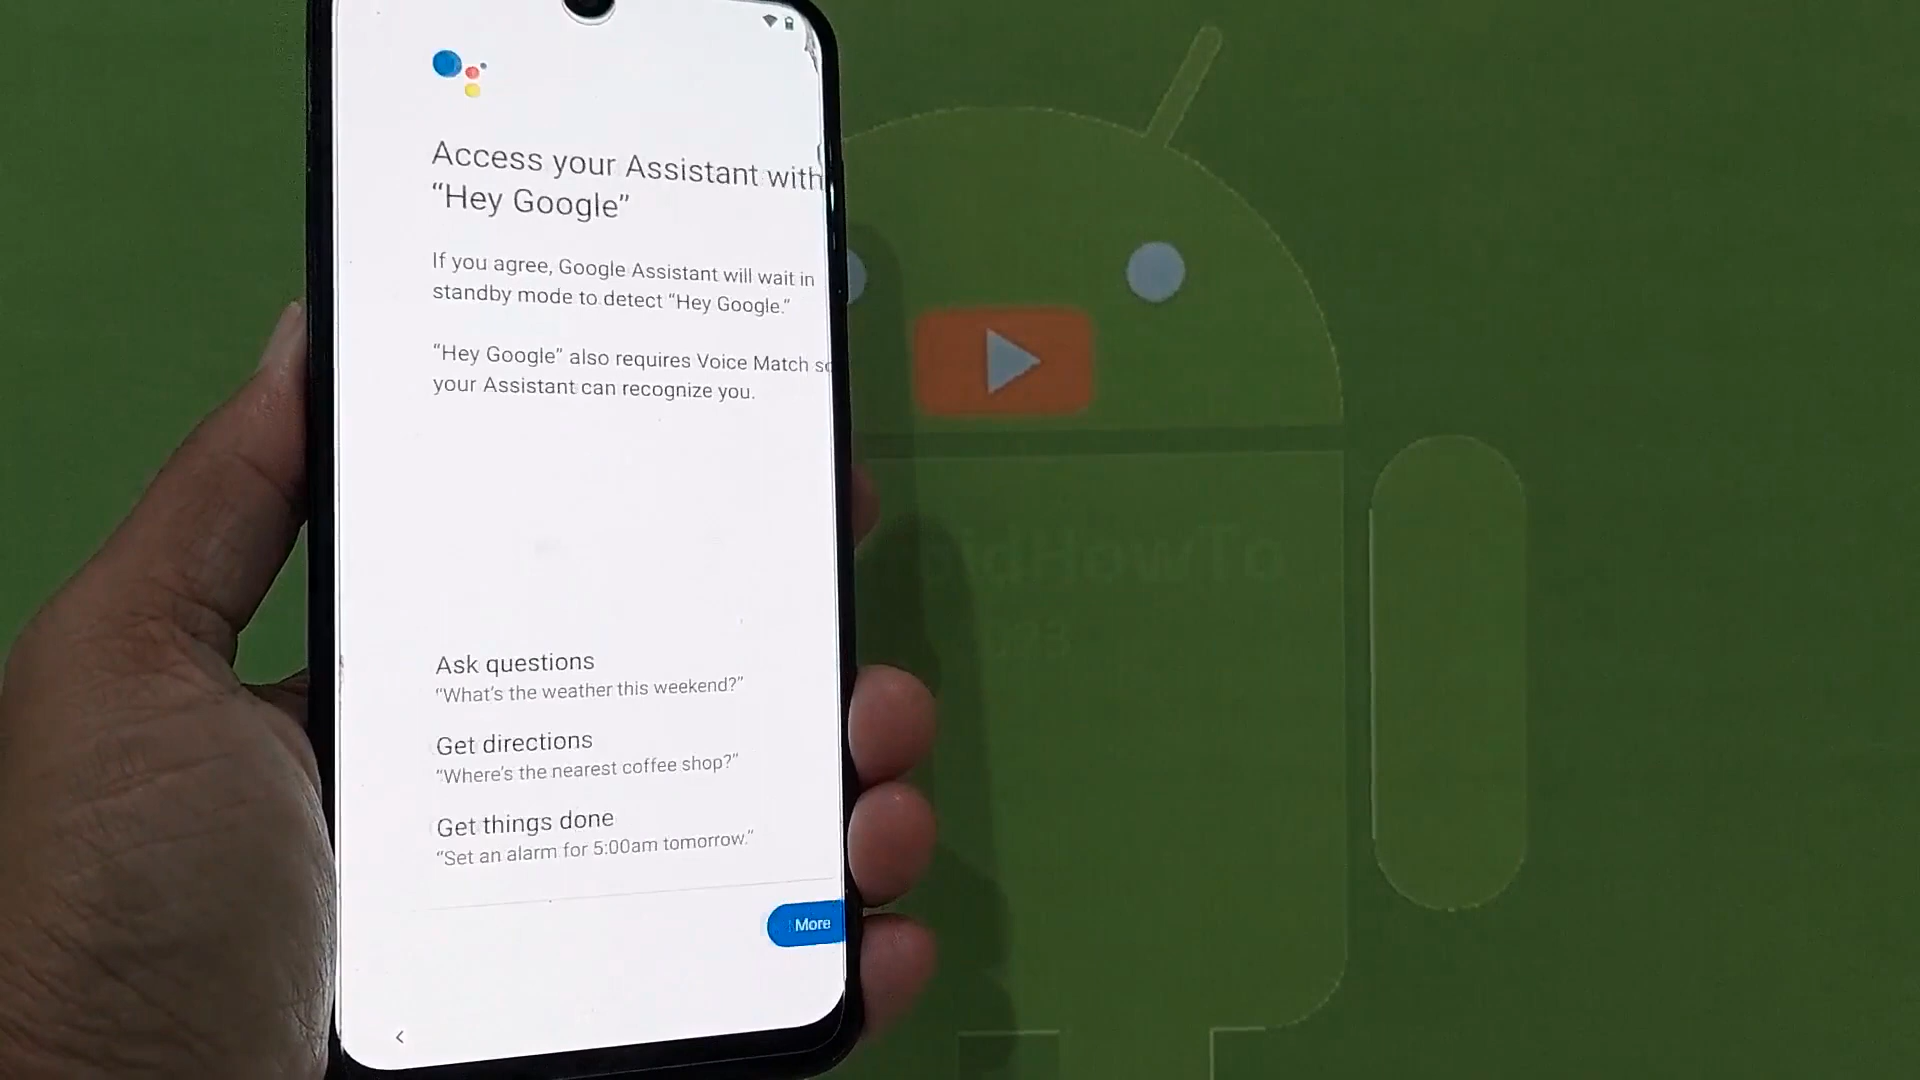 Access your Assistant with
“Hey Google”
If you agree, Google Assistant will wait in
standby mode to detect “Hey Google.”
“Hey Google” also requires Voice Match so
your Assistant can recognize you.
Ask questions
“What's the weather this weekend?”
Get directions
“Where's the nearest coffee shop?”
Get things done
“Set an alarm for 5:00am tomorrow.”
More